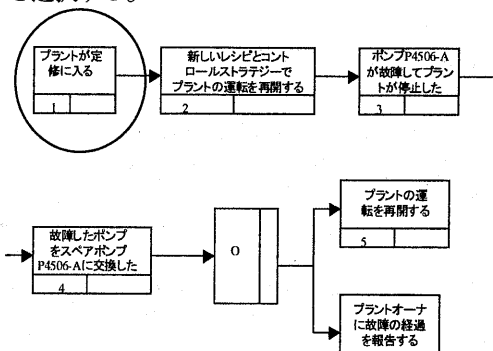 プラントが定
修に入る
1
新しいレシピとコント
ロールストラテジーで
プラントの運転を再開する
2
ポンプP4506-A
が故障してプラン
トが停止した
3
故障したポンプ
をスペアポンプ
P4506-Aに交換した
4
O
プラントの運
転を再開する
5
プラントオーナ
に故障の経過
を報告する